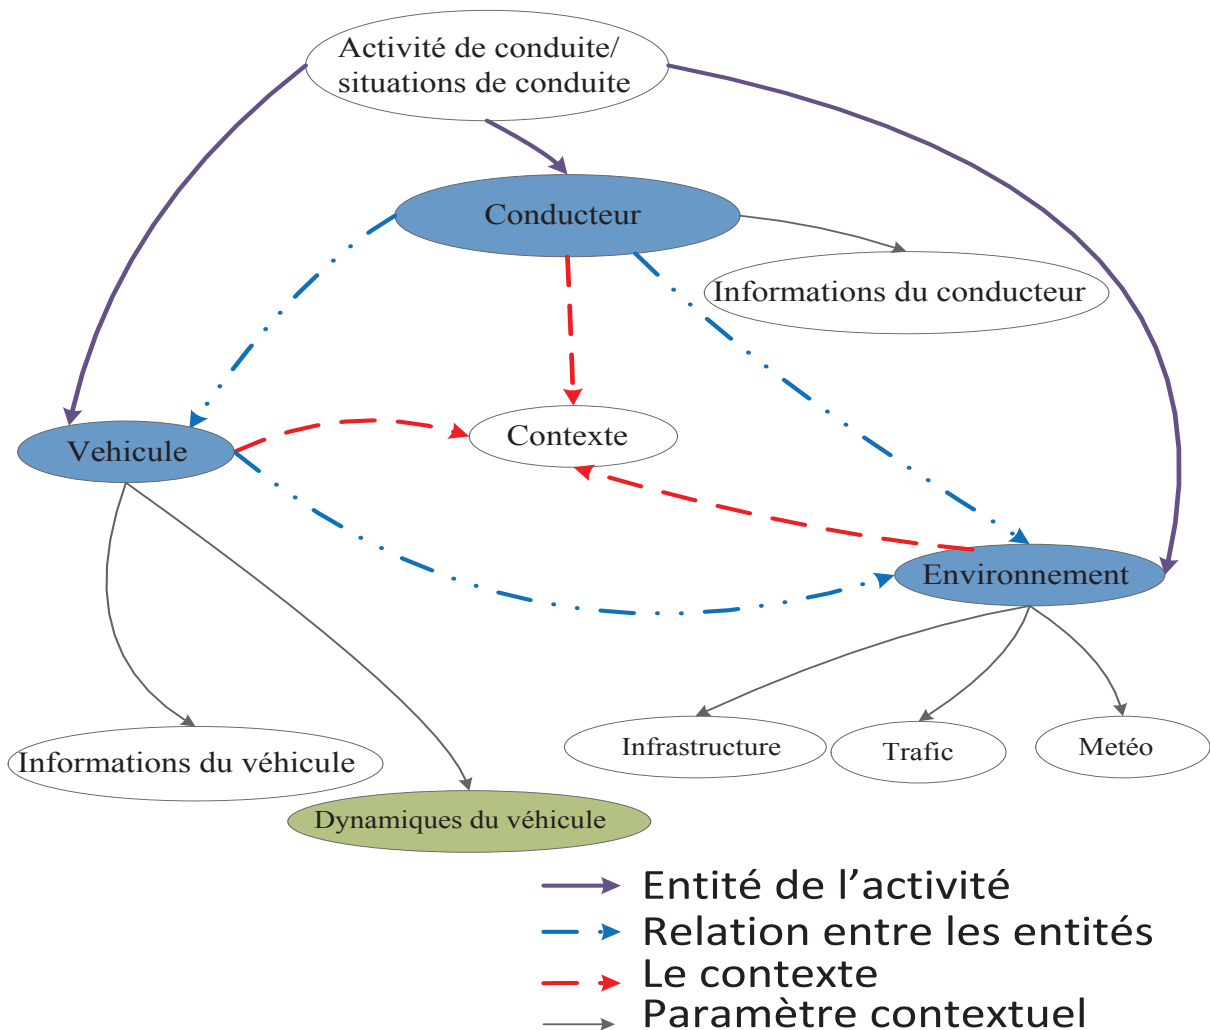 Activité de conduite/
situations de conduite
Conducteur
Informations du conducteur
Contexte
Vehicule
Environnement
Infrastructure
Trafic
Metéo
Informations du véhicule
Dynamiques du véhicule
Entité de l’activité
Relation entre les entités
Le contexte
Paramètre contextuel